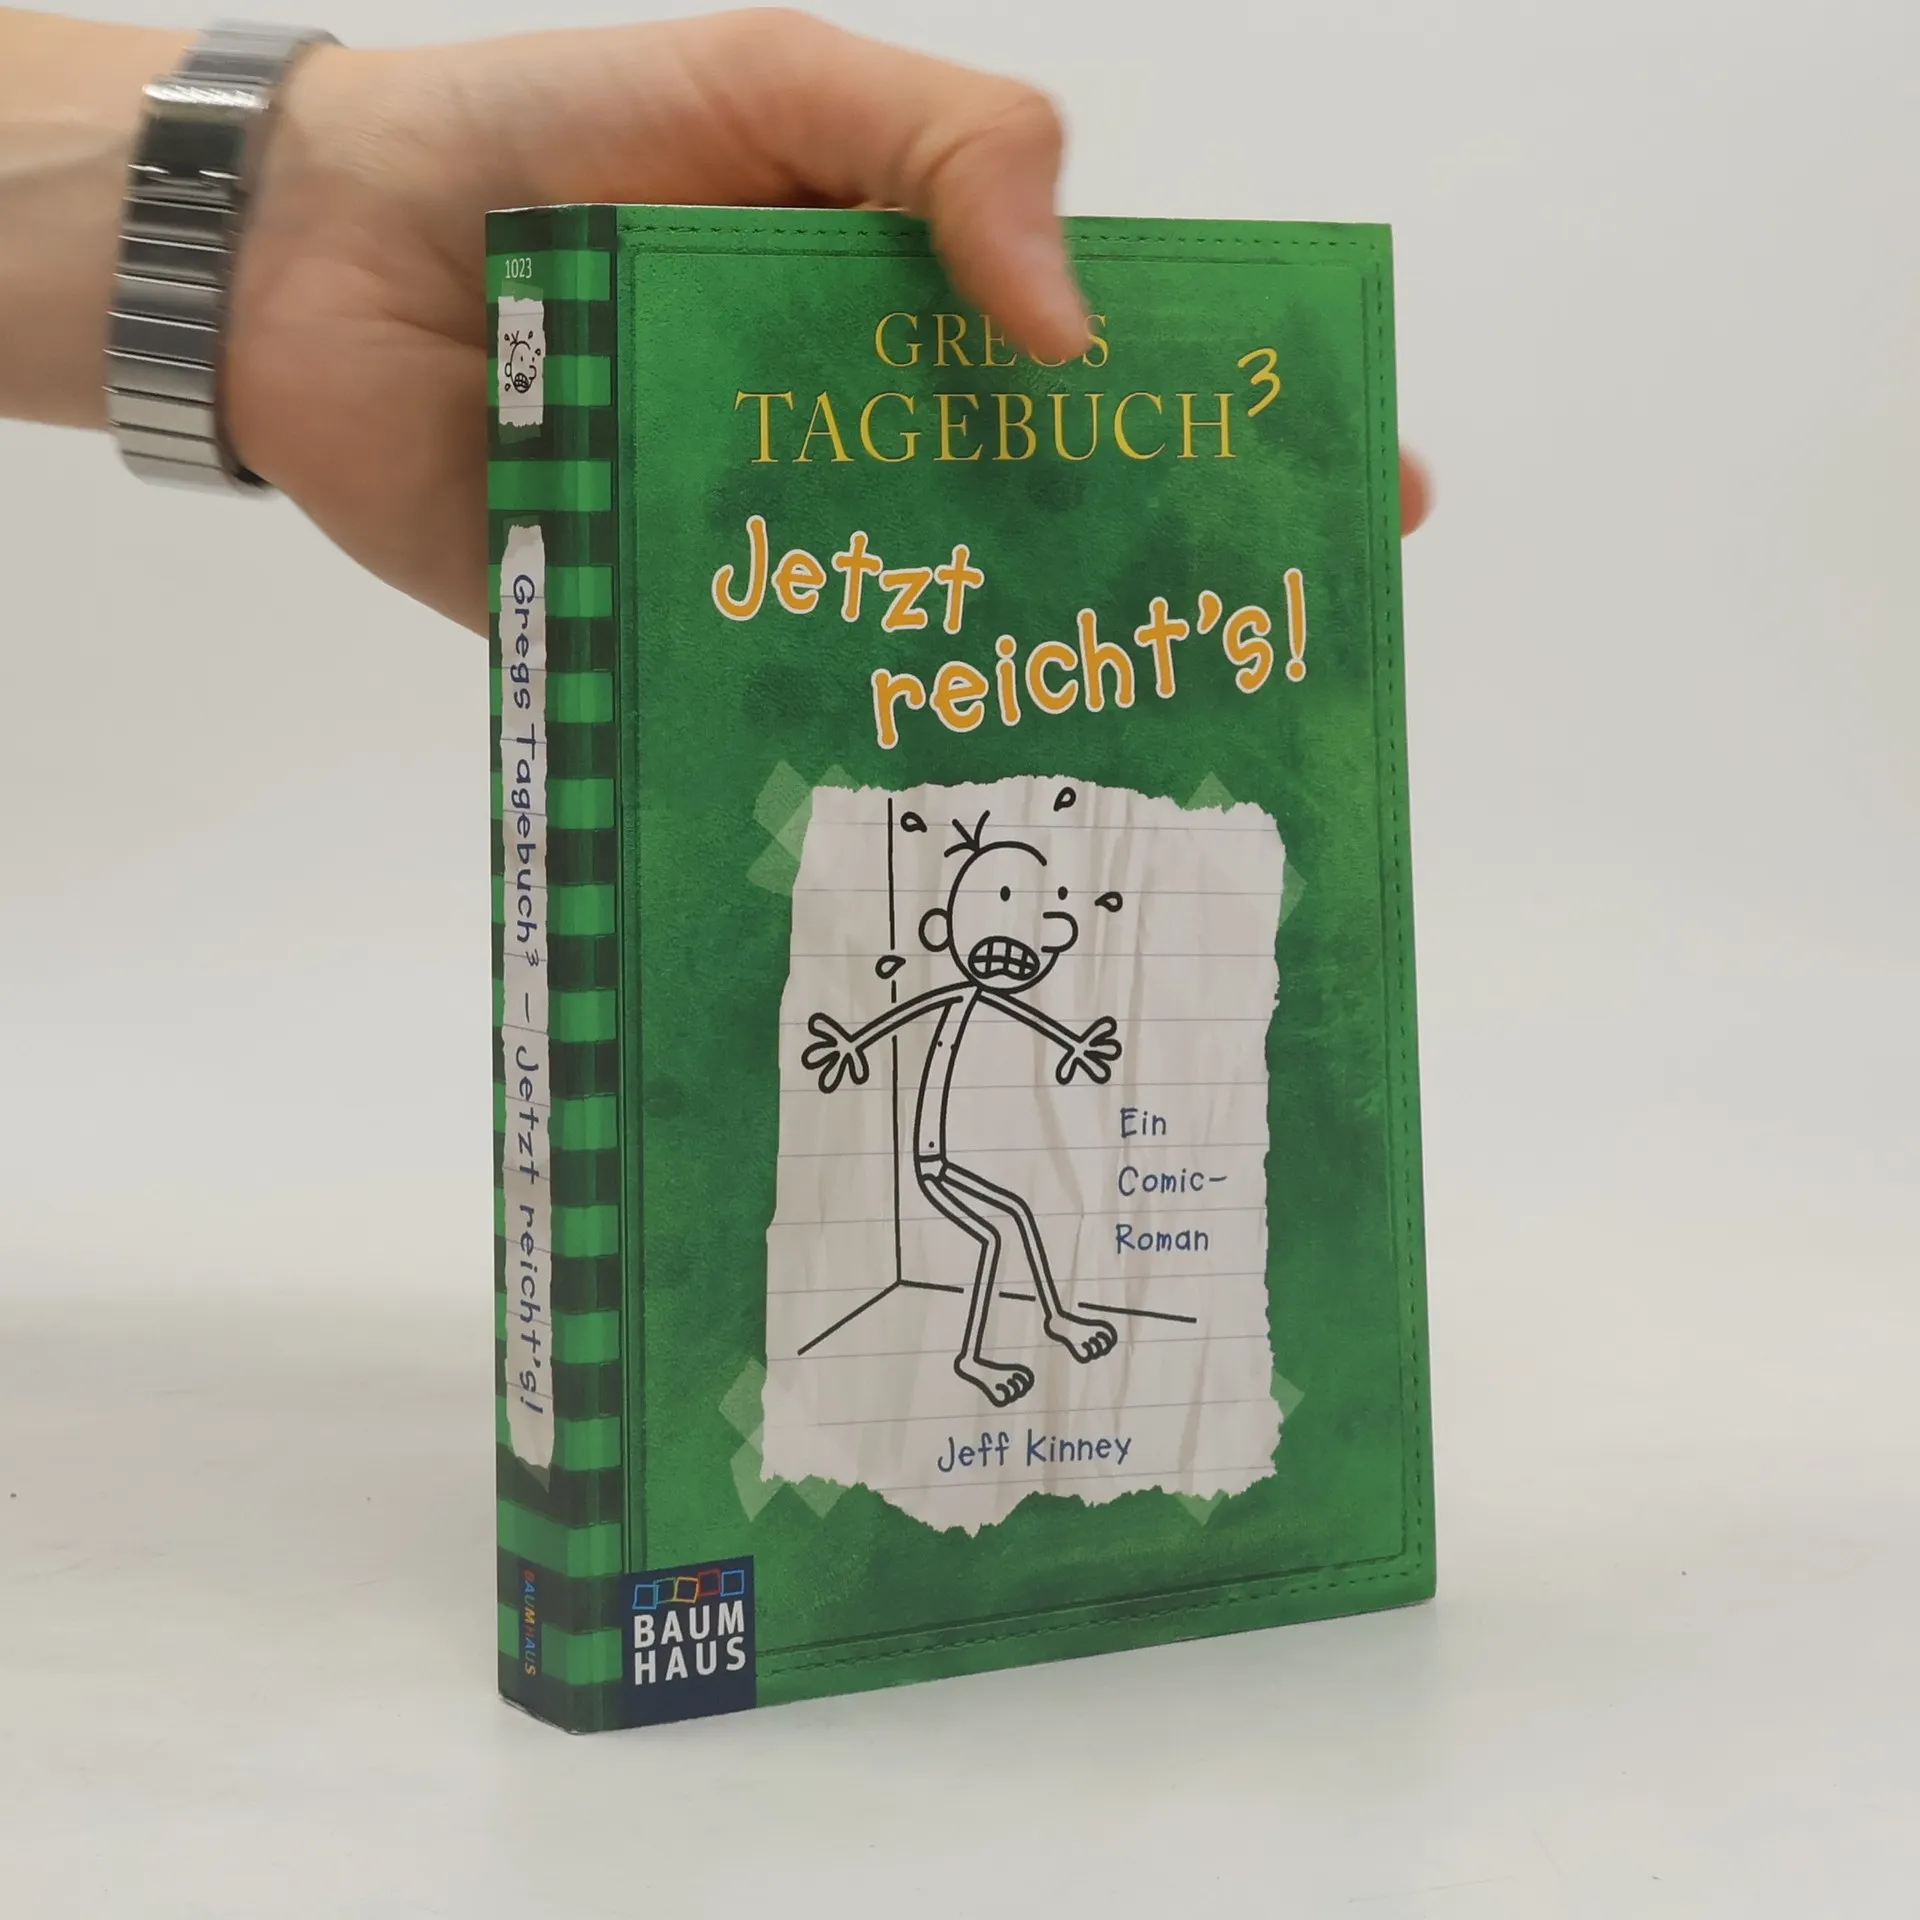 1023
Gregs Tagebuch³ – Jetzt reicht's!
BAUMHAUS
GREGS
TAGEBUCH³
Jetzt
reicht's!
Ein
Comic-
Roman
Jeff Kinney
BAUM
HAUS